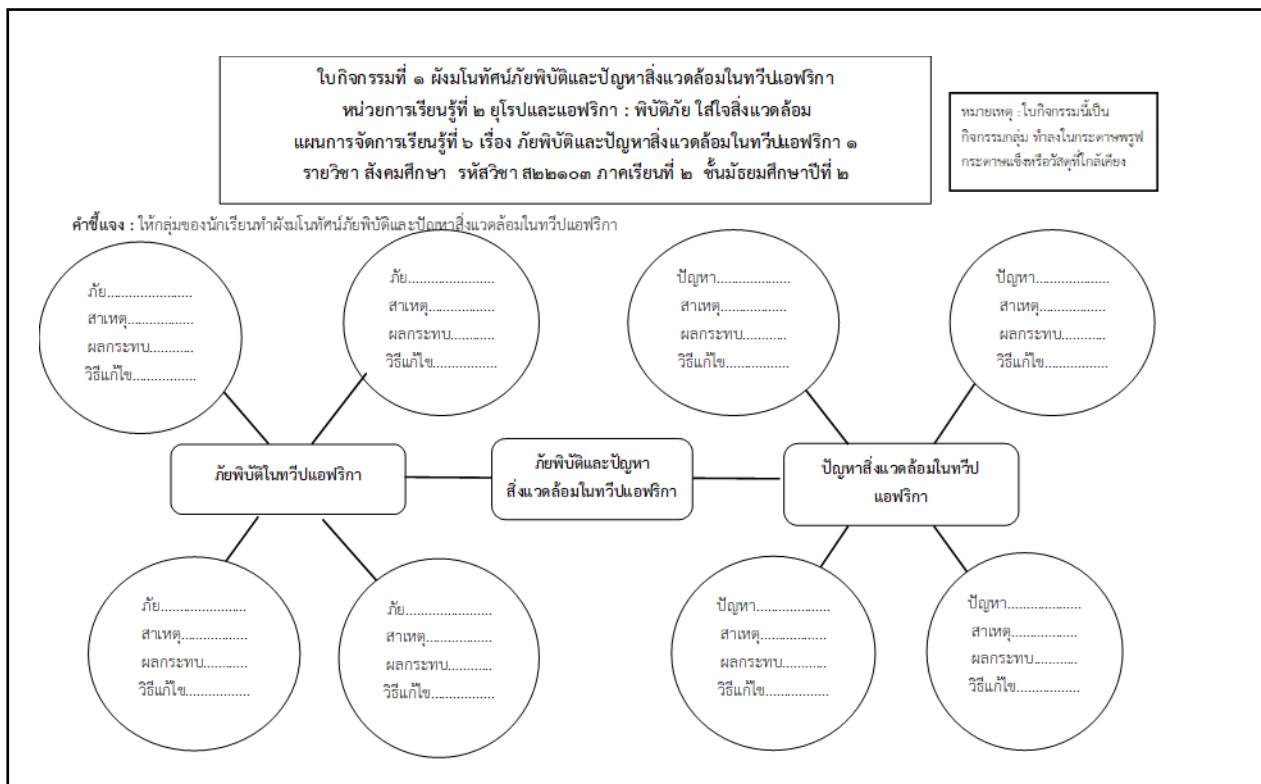 ใบกิจกรรมที่ ๑ ผังมโนทัศน์ภัยพิบัติและปัญหาสิ่งแวดล้อมในทวีปแอฟริกา
หน่วยการเรียนรู้ที่ ๒ ยุโรปและแอฟริกา : พิบัติภัย ใส่ใจสิ่งแวดล้อม
แผนการจัดการเรียนรู้ที่ ๖ เรื่อง ภัยพิบัติและปัญหาสิ่งแวดล้อมในทวีปแอฟริกา ๑
รายวิชา สังคมศึกษา รหัสวิชา ส๒๒๑๐๓ ภาคเรียนที่ ๒ ชั้นมัธยมศึกษาปีที่ ๒
หมายเหตุ : ใบกิจกรรมนี้เป็น
กิจกรรมกลุ่ม ทำลงในกระดาษพรูฟ
กระดาษแข็งหรือวัสดุที่ใกล้เคียง
คำชี้แจง : ให้กลุ่มของนักเรียนทำผังมโนทัศน์ภัยพิบัติและปัญหาสิ่งแวดล้อมในทวีปแอฟริกา
ภัย......................
สาเหตุ.................
ผลกระทบ...........
วิธีแก้ไข................
ภัย......................
สาเหตุ.................
ผลกระทบ...........
วิธีแก้ไข................
ปัญหา...................
สาเหตุ.................
ผลกระทบ...........
วิธีแก้ไข................
ปัญหา...................
สาเหตุ.................
ผลกระทบ...........
วิธีแก้ไข................
ภัยพิบัติในทวีปแอฟริกา
ภัยพิบัติและปัญหา
สิ่งแวดล้อมในทวีปแอฟริกา
ปัญหาสิ่งแวดล้อมในทวีป
แอฟริกา
ภัย......................
สาเหตุ.................
ผลกระทบ...........
วิธีแก้ไข................
ภัย......................
สาเหตุ.................
ผลกระทบ...........
วิธีแก้ไข................
ปัญหา...................
สาเหตุ.................
ผลกระทบ...........
วิธีแก้ไข................
ปัญหา...................
สาเหตุ.................
ผลกระทบ...........
วิธีแก้ไข................